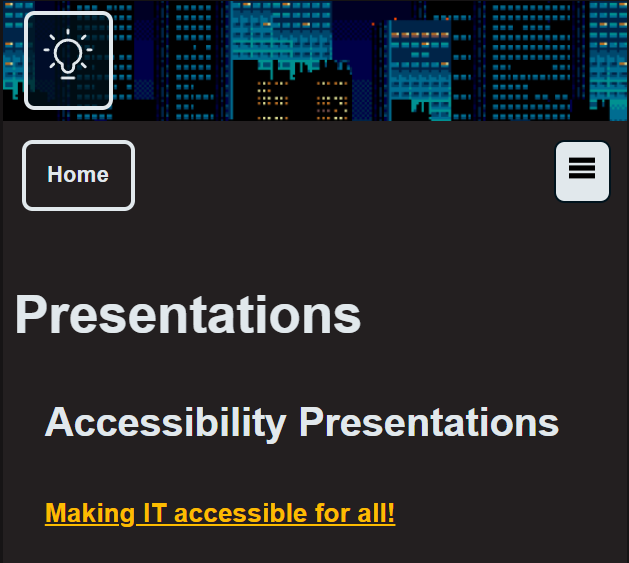 Home
Presentations
Accessibility Presentations
Making IT accessible for all!